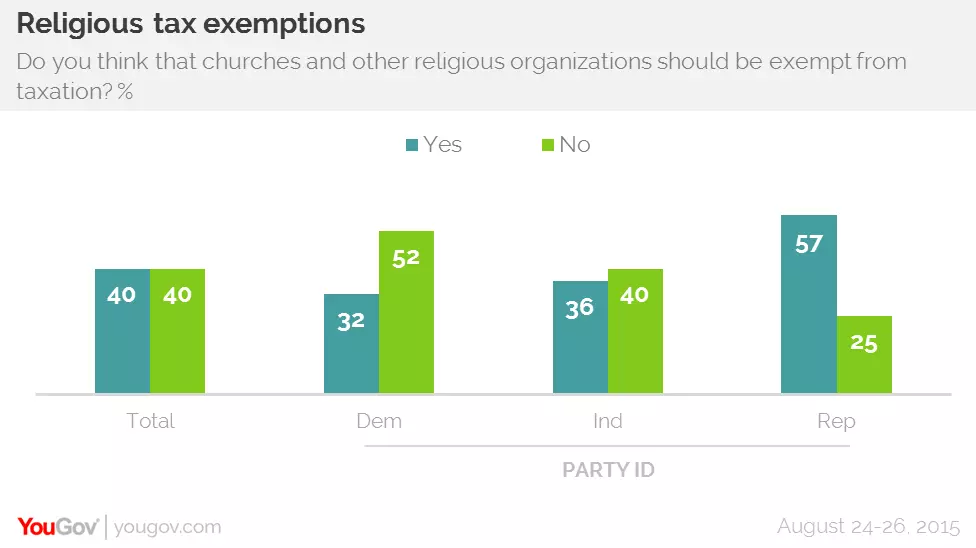 Religious tax exemptions
Do you think that churches and other religious organizations should be exempt from
taxation? %
Yes No
40 40 32 52 36 40 57 25
Total Dem Ind Rep
PARTY ID
YouGov yougov.com August 24-26, 2015